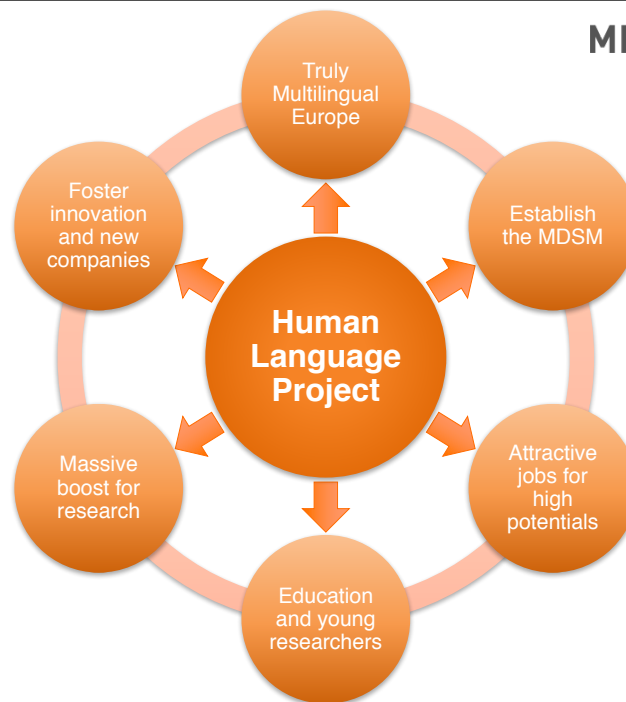 Truly
Multilingual
Europe
Establish
the MDSM
Attractive
jobs for
high
potentials
Education
and young
researchers
Massive
boost for
research
Foster
innovation
and new
companies
Human
Language
Project